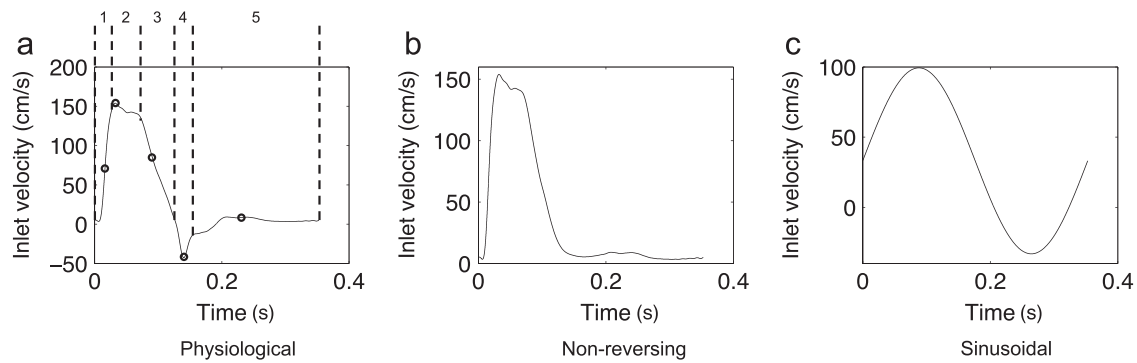 1 2 3 4 5
a
b
c
Inlet velocity (cm/s)
200
150
100
50
0
−50
0 0.2 0.4
Time (s)
Physiological
Inlet velocity (cm/s)
150
100
50
0
0 0.2 0.4
Time (s)
Non-reversing
Inlet velocity (cm/s)
100
50
0
0 0.2 0.4
Time (s)
Sinusoidal